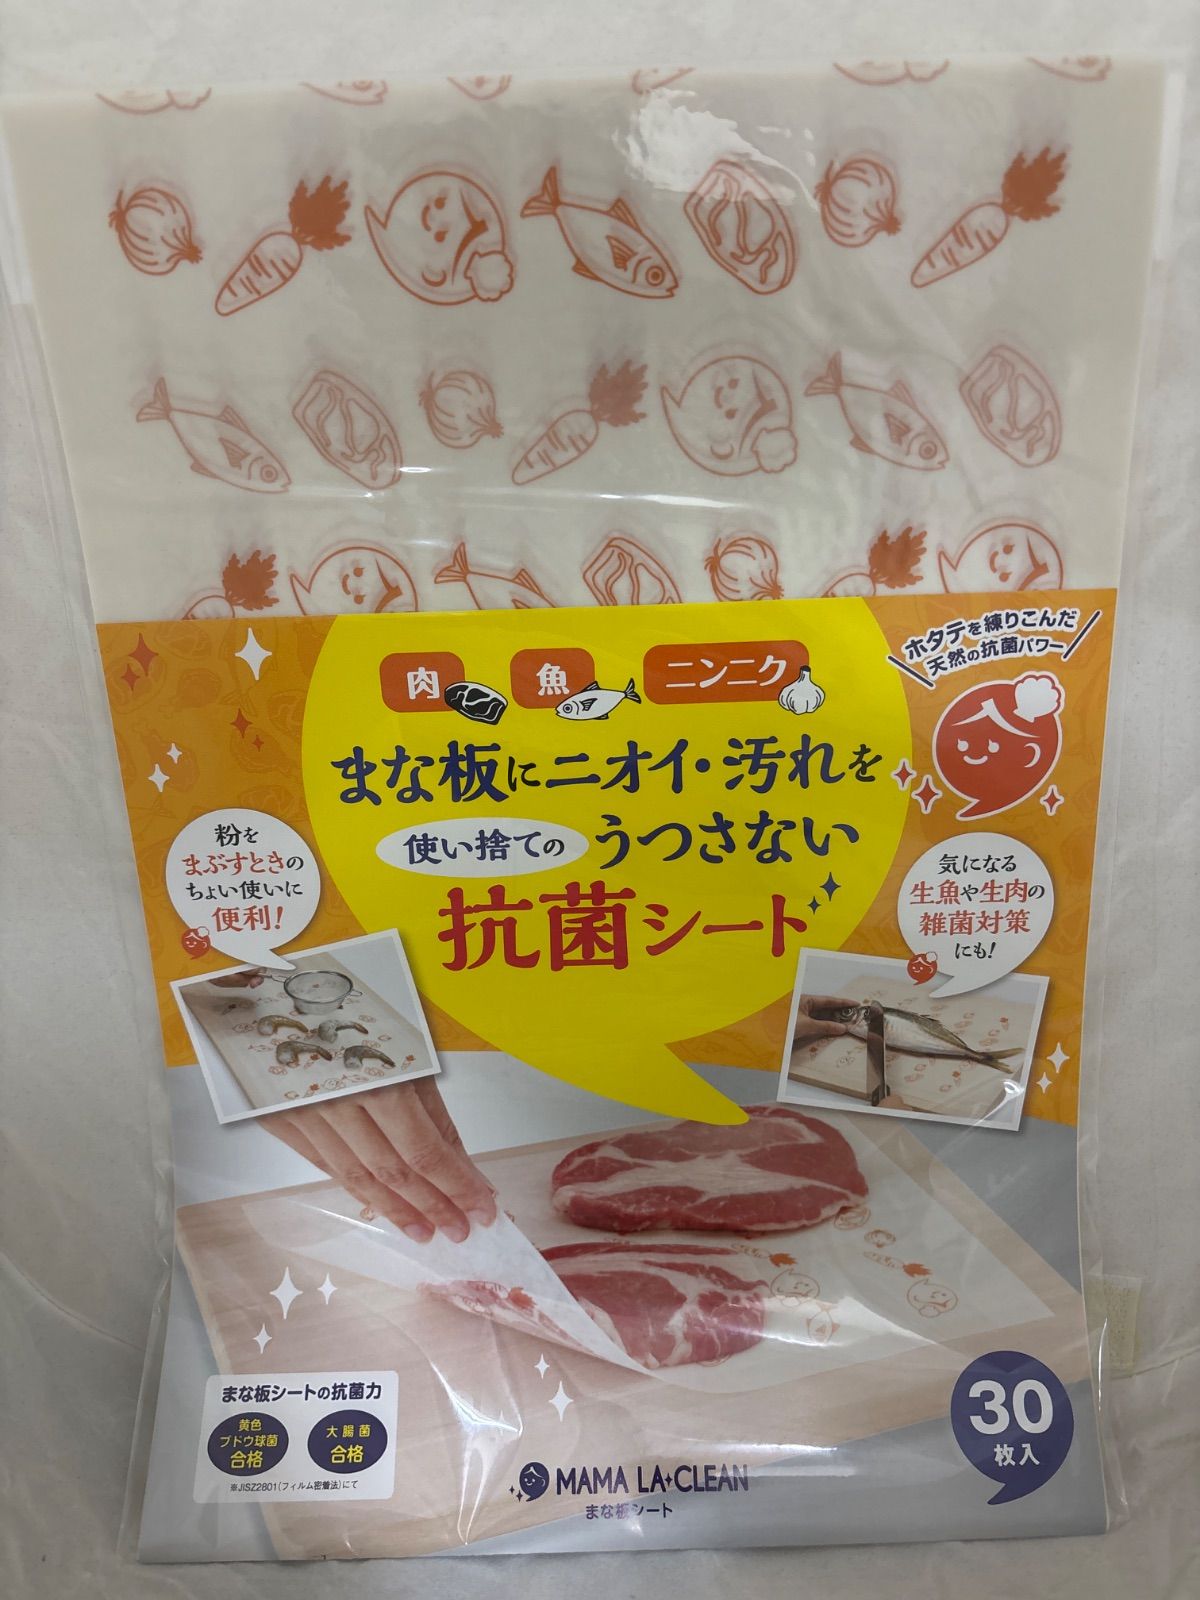 ホタテを練りこんだ
天然の抗菌パワー
肉 魚 ニンニク
まな板にニオイ・汚れを
使い捨ての うつさない
抗菌シート
粉を
まぶすときの
ちょい使いに
便利!
気になる
生魚や生肉の
雑菌対策
にも!
まな板シートの抗菌力
黄色
ブドウ球菌
合格
大腸菌
合格
※JISZ2801(フィルム密着法)にて
MAMA LA CLEAN
まな板シート
30
枚入